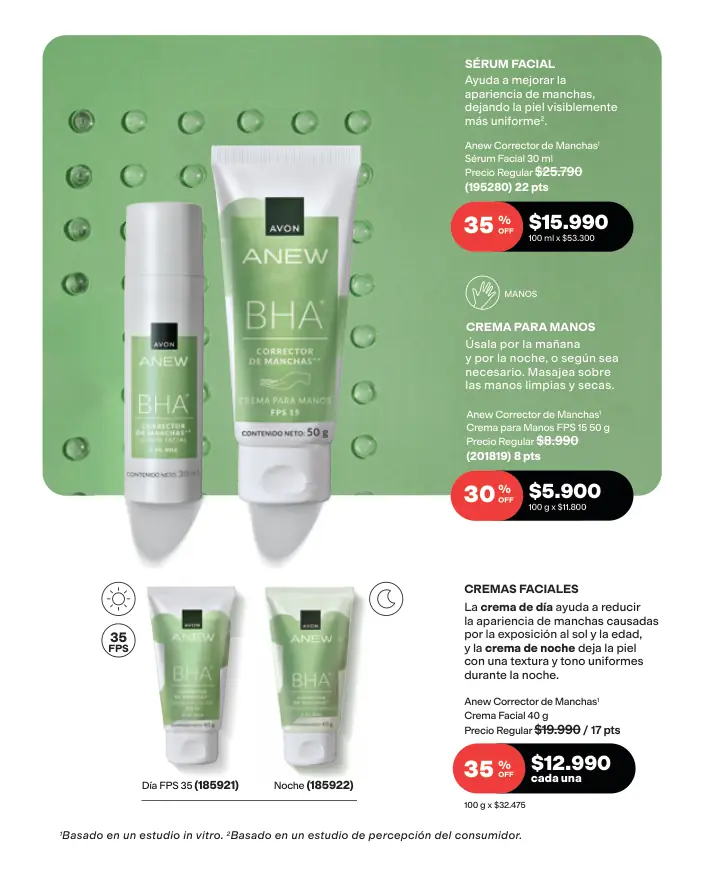 SÉRUM FACIAL
Ayuda a mejorar la
apariencia de manchas,
dejando la piel visiblemente
más uniforme².
Anew Corrector de Manchas¹
Sérum Facial 30 ml
Precio Regular $25.790
(195280) 22 pts
35 % OFF
$15.990
100 ml x $53.300
MANOS
CREMA PARA MANOS
Úsala por la mañana
y por la noche, o según sea
necesario. Masajea sobre
las manos limpias y secas.
Anew Corrector de Manchas¹
Crema para Manos FPS 15 50 g
Precio Regular $8.990
(201819) 8 pts
30 % OFF
$5.900
100 g x $11.800
AVON
ANEW
BHA
CORRECTOR
DE MANCHAS**
SÉRUM FACIAL
CONTENIDO NETO: 30 ml
AVON
ANEW
BHA
CORRECTOR
DE MANCHAS**
CREMA PARA MANOS
FPS 15
CONTENIDO NETO: 50 g
35
FPS
AVON
ANEW
BHA
AVON
ANEW
BHA
Día FPS 35 (185921)
Noche (185922)
CREMAS FACIALES
La crema de día ayuda a reducir
la apariencia de manchas causadas
por la exposición al sol y la edad,
y la crema de noche deja la piel
con una textura y tono uniformes
durante la noche.
Anew Corrector de Manchas¹
Crema Facial 40 g
Precio Regular $19.990 / 17 pts
35 % OFF
$12.990
cada una
100 g x $32.475
¹Basado en un estudio in vitro. ²Basado en un estudio de percepción del consumidor.